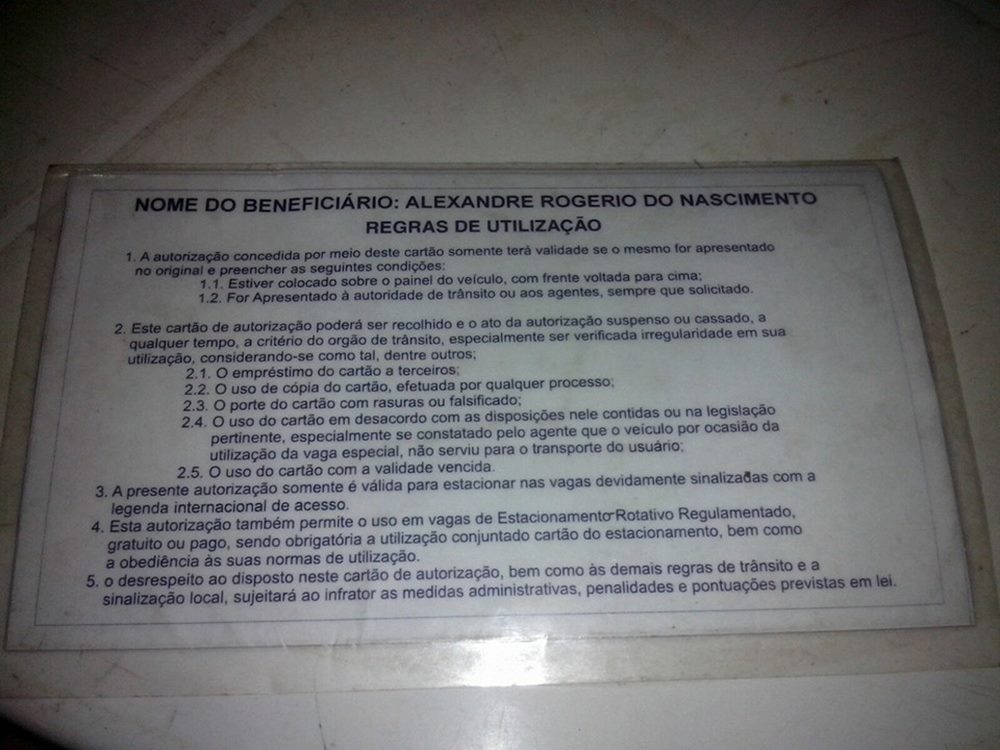 NOME DO BENEFICIÁRIO: ALEXANDRE ROGERIO DO NASCIMENTO
REGRAS DE UTILIZAÇÃO
1. A autorização concedida por meio deste cartão somente terá validade se o mesmo for apresentado
no original e preencher as seguintes condições:
1.1. Estiver colocado sobre o painel do veículo, com frente voltada para cima;
1.2. For Apresentado à autoridade de trânsito ou aos agentes, sempre que solicitado.
2. Este cartão de autorização poderá ser recolhido e o ato da autorização suspenso ou cassado, a
qualquer tempo, a critério do orgão de trânsito, especialmente ser verificada irregularidade em sua
utilização, considerando-se como tal, dentre outros;
2.1. O empréstimo do cartão a terceiros;
2.2. O uso de cópia do cartão, efetuada por qualquer processo;
2.3. O porte do cartão com rasuras ou falsificado;
2.4. O uso do cartão em desacordo com as disposições nele contidas ou na legislação
pertinente, especialmente se constatado pelo agente que o veículo por ocasião da
utilização da vaga especial, não serviu para o transporte do usuário;
2.5. O uso do cartão com a validade vencida.
3. A presente autorização somente é válida para estacionar nas vagas devidamente sinalizadas com a
legenda internacional de acesso.
4. Esta autorização também permite o uso em vagas de Estacionamento Rotativo Regulamentado,
gratuito ou pago, sendo obrigatória a utilização conjuntado cartão do estacionamento, bem como
a obediência às suas normas de utilização.
5. o desrespeito ao disposto neste cartão de autorização, bem como às demais regras de trânsito e a
sinalização local, sujeitará ao infrator as medidas administrativas, penalidades e pontuações previstas em lei.